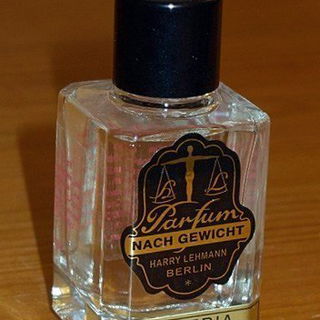 Parfum
NACH GEWICHT
HARRY LEHMANN
BERLIN